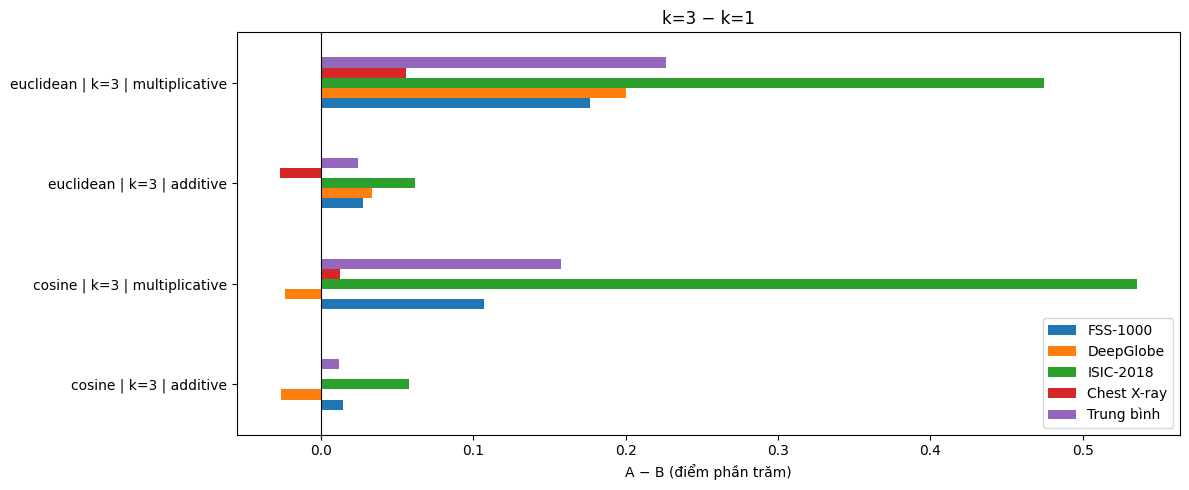 k=3 − k=1
euclidean | k=3 | multiplicative
euclidean | k=3 | additive
cosine | k=3 | multiplicative
cosine | k=3 | additive
FSS-1000
DeepGlobe
ISIC-2018
Chest X-ray
Trung bình
0.0 0.1 0.2 0.3 0.4 0.5
A − B (điểm phần trăm)